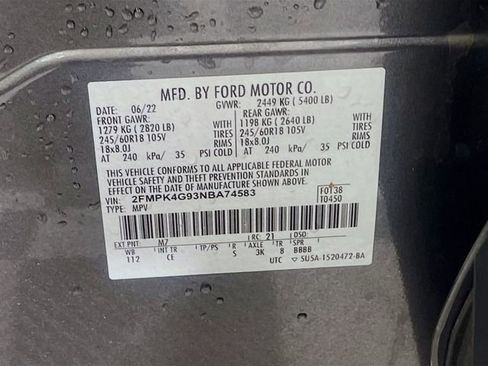 MFD. BY FORD MOTOR CO.
DATE: 06/22 GVWR: 2449 KG ( 5400 LB)
FRONT GAWR: REAR GAWR:
1279 KG ( 2820 LB) 1198 KG ( 2640 LB)
245/60R18 105V TIRES 245/60R18 105V TIRES
18x8.0J RIMS 18x8.0J RIMS
AT 240 kPa/ 35 PSI COLD AT 240 kPa/ 35 PSI COLD
THIS VEHICLE CONFORMS TO ALL APPLICABLE FEDERAL MOTOR
VEHICLE SAFETY AND THEFT PREVENTION STANDARDS IN
EFFECT ON THE DATE OF MANUFACTURE SHOWN ABOVE.
VIN: 2FMPK4G93NBA74583 F0138
TYPE: MPV T0450
EXT PNT: M7 RC: 21 DSO:
WB INT TR TP/PS R AXLE TR SPR
112 CE S 3K 8 BBBB
UTC 5U5A-1520472-BA